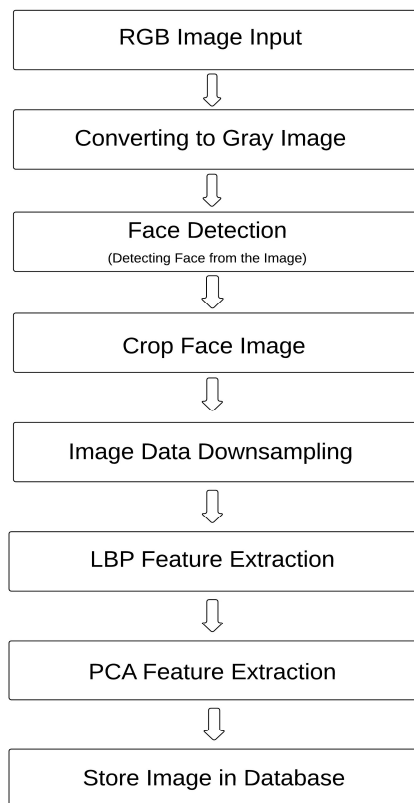 RGB Image Input
Converting to Gray Image
Face Detection
(Detecting Face from the Image)
Crop Face Image
Image Data Downsampling
LBP Feature Extraction
PCA Feature Extraction
Store Image in Database